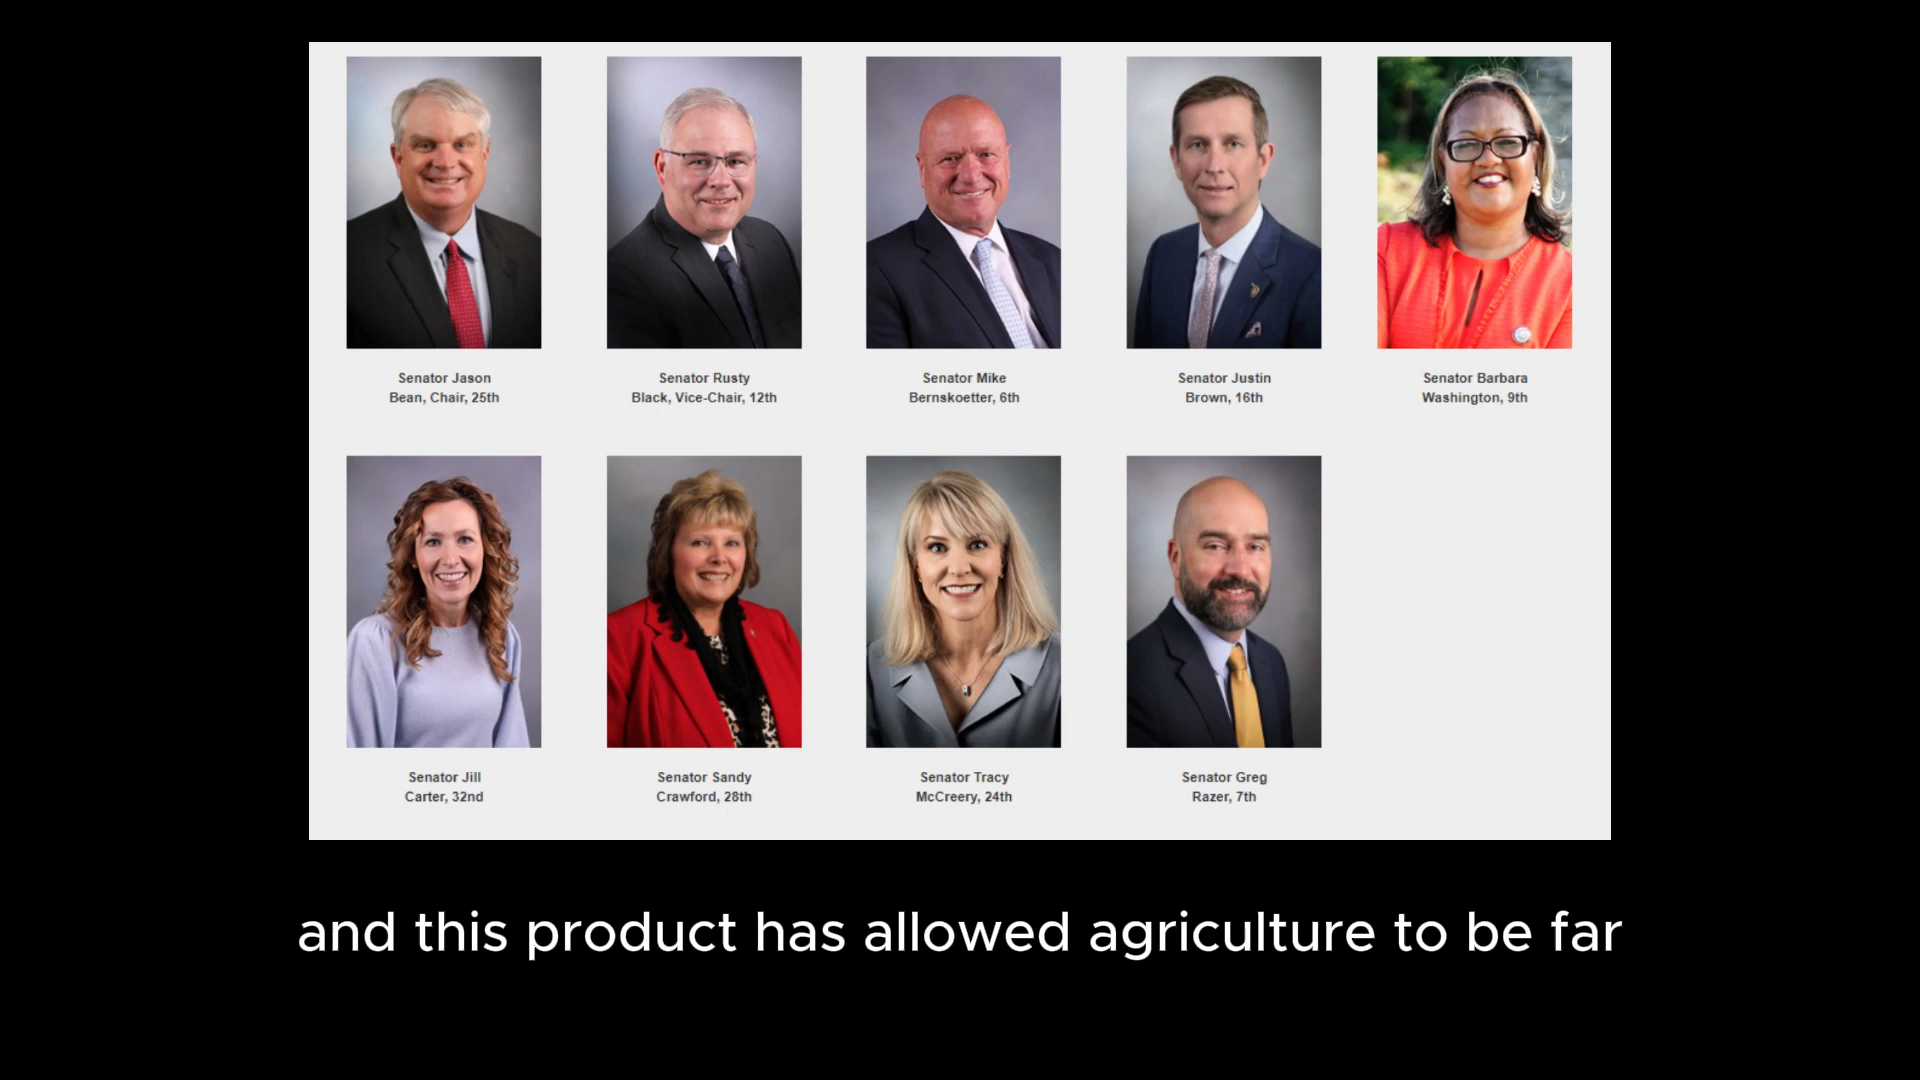 Senator Jason
Bean, Chair, 25th
Senator Rusty
Black, Vice-Chair, 12th
Senator Mike
Bernskoetter, 6th
Senator Justin
Brown, 16th
Senator Barbara
Washington, 9th
Senator Jill
Carter, 32nd
Senator Sandy
Crawford, 28th
Senator Tracy
McCreery, 24th
Senator Greg
Razer, 7th
and this product has allowed agriculture to be far